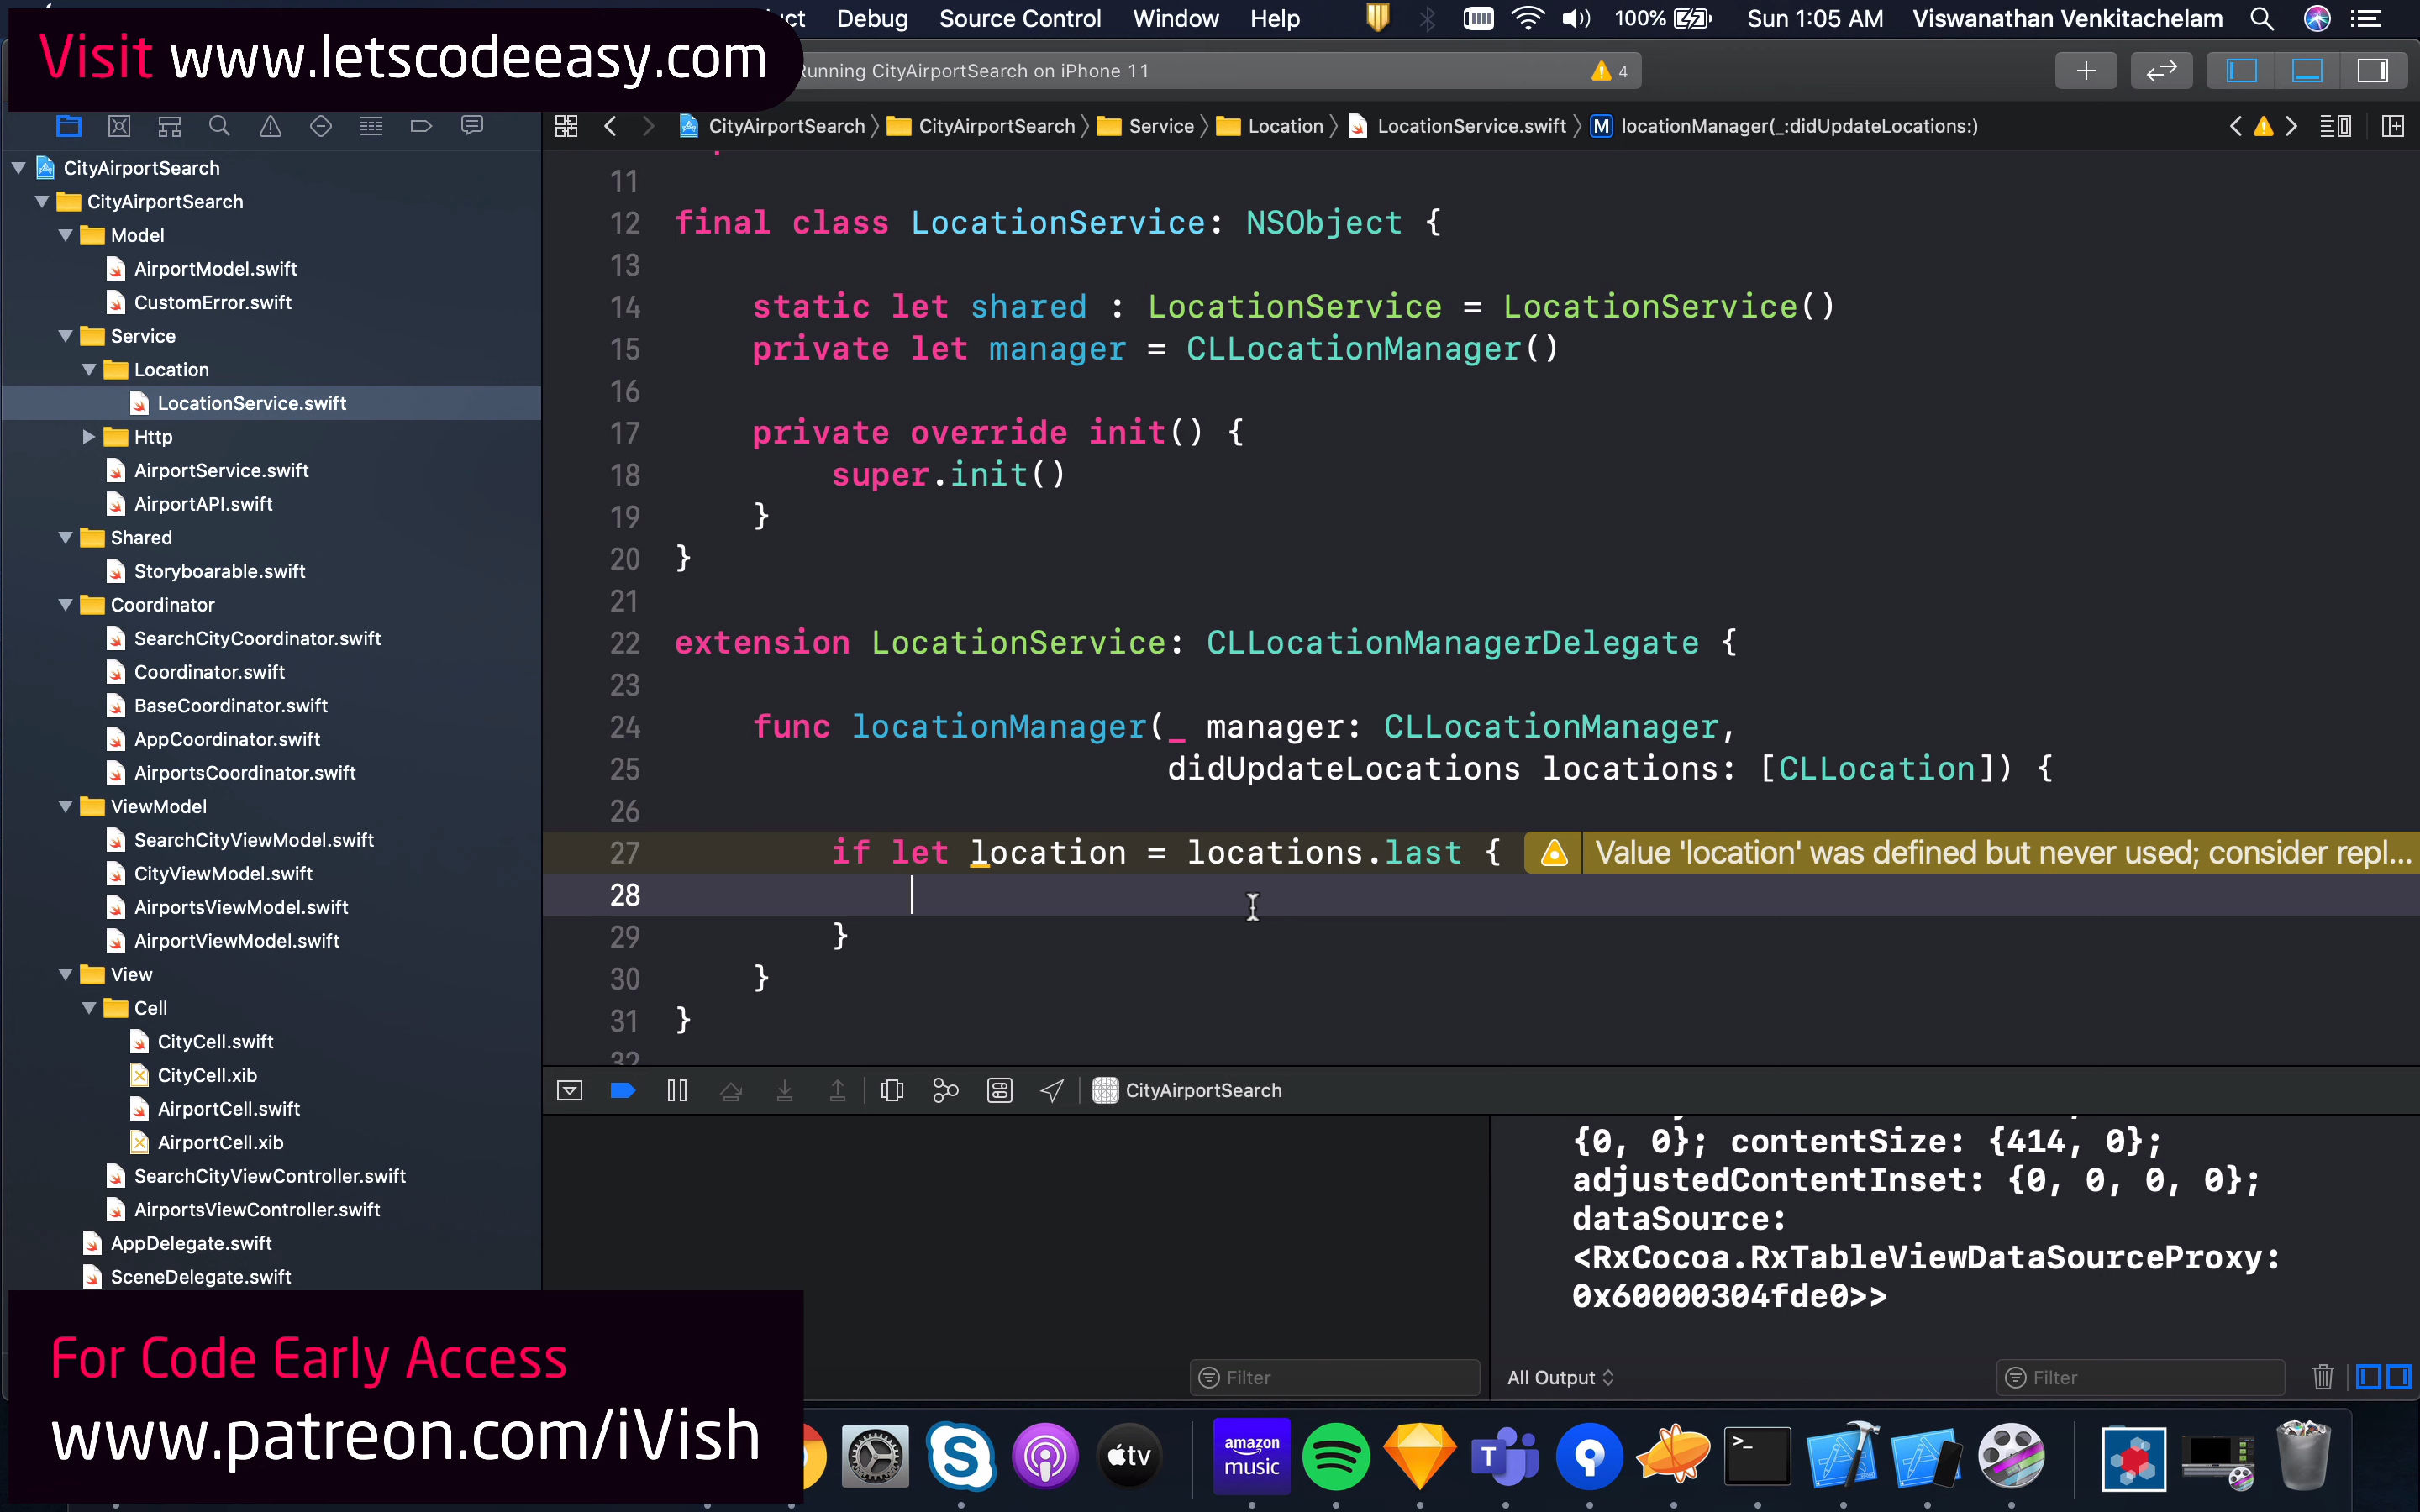 Visit www.letscodeeasy.com
Debug Source Control Window Help 100% Sun 1:05 AM Viswanathan Venkitachelam
Running CityAirportSearch on iPhone 11 4
CityAirportSearch CityAirportSearch Service Location LocationService.swift M locationManager(_:didUpdateLocations:)
CityAirportSearch
CityAirportSearch
Model
AirportModel.swift
CustomError.swift
Service
Location
LocationService.swift
Http
AirportService.swift
AirportAPI.swift
Shared
Storyboarable.swift
Coordinator
SearchCityCoordinator.swift
Coordinator.swift
BaseCoordinator.swift
AppCoordinator.swift
AirportsCoordinator.swift
ViewModel
SearchCityViewModel.swift
CityViewModel.swift
AirportsViewModel.swift
AirportViewModel.swift
View
Cell
CityCell.swift
CityCell.xib
AirportCell.swift
AirportCell.xib
SearchCityViewController.swift
AirportsViewController.swift
AppDelegate.swift
SceneDelegate.swift
11
12 final class LocationService: NSObject {
13
14 static let shared : LocationService = LocationService()
15 private let manager = CLLocationManager()
16
17 private override init() {
18 super.init()
19 }
20 }
21
22 extension LocationService: CLLocationManagerDelegate {
23
24 func locationManager(_ manager: CLLocationManager,
25 didUpdateLocations locations: [CLLocation]) {
26
27 if let location = locations.last { Value 'location' was defined but never used; consider repl...
28
29 }
30 }
31 }
32
CityAirportSearch
{0, 0}; contentSize: {414, 0};
adjustedContentInset: {0, 0, 0, 0};
dataSource:
<RxCocoa.RxTableViewDataSourceProxy:
0x60000304fde0>>
Filter
All Output
Filter
For Code Early Access
www.patreon.com/iVish
tv
amazon
music
T
>_